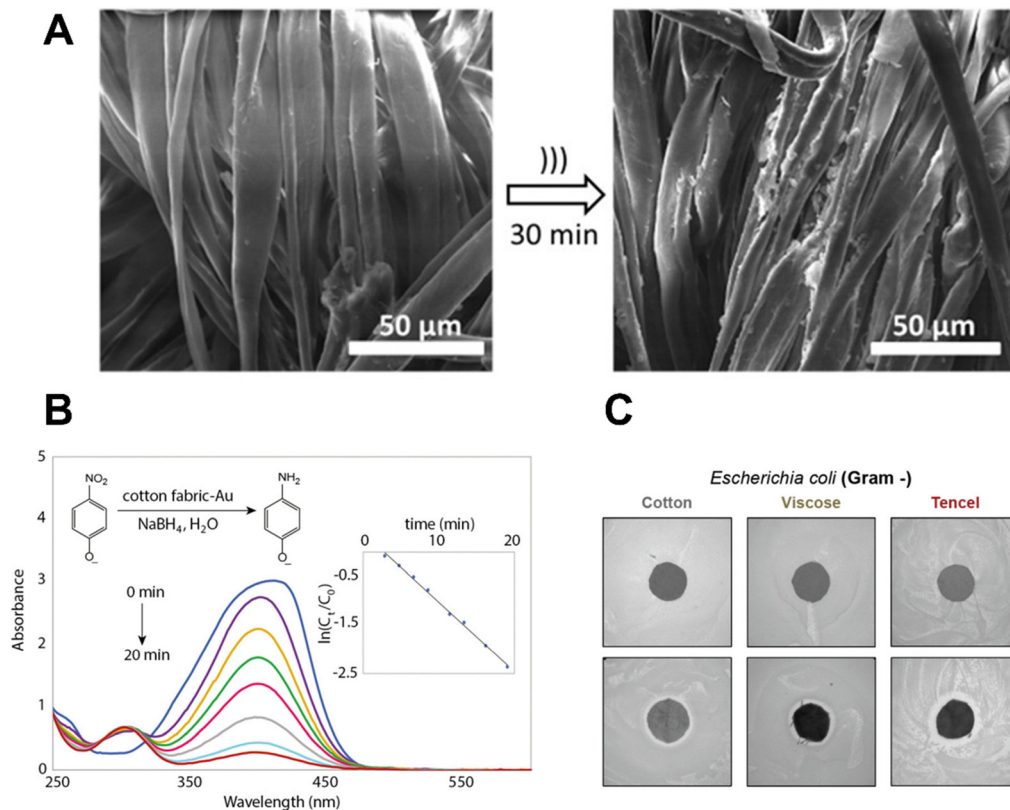 A
50 µm
)))
30 min
50 µm
B
5
4
3
2
1
0
250
350
450
550
Absorbance
Wavelength (nm)
NO₂
O⁻
cotton fabric-Au
NaBH₄, H₂O
NH₂
O⁻
0 min
20 min
time (min)
0
10
20
-0.5
-1.5
-2.5
ln(Cₜ/C₀)
C
Escherichia coli (Gram -)
Cotton Viscose Tencel